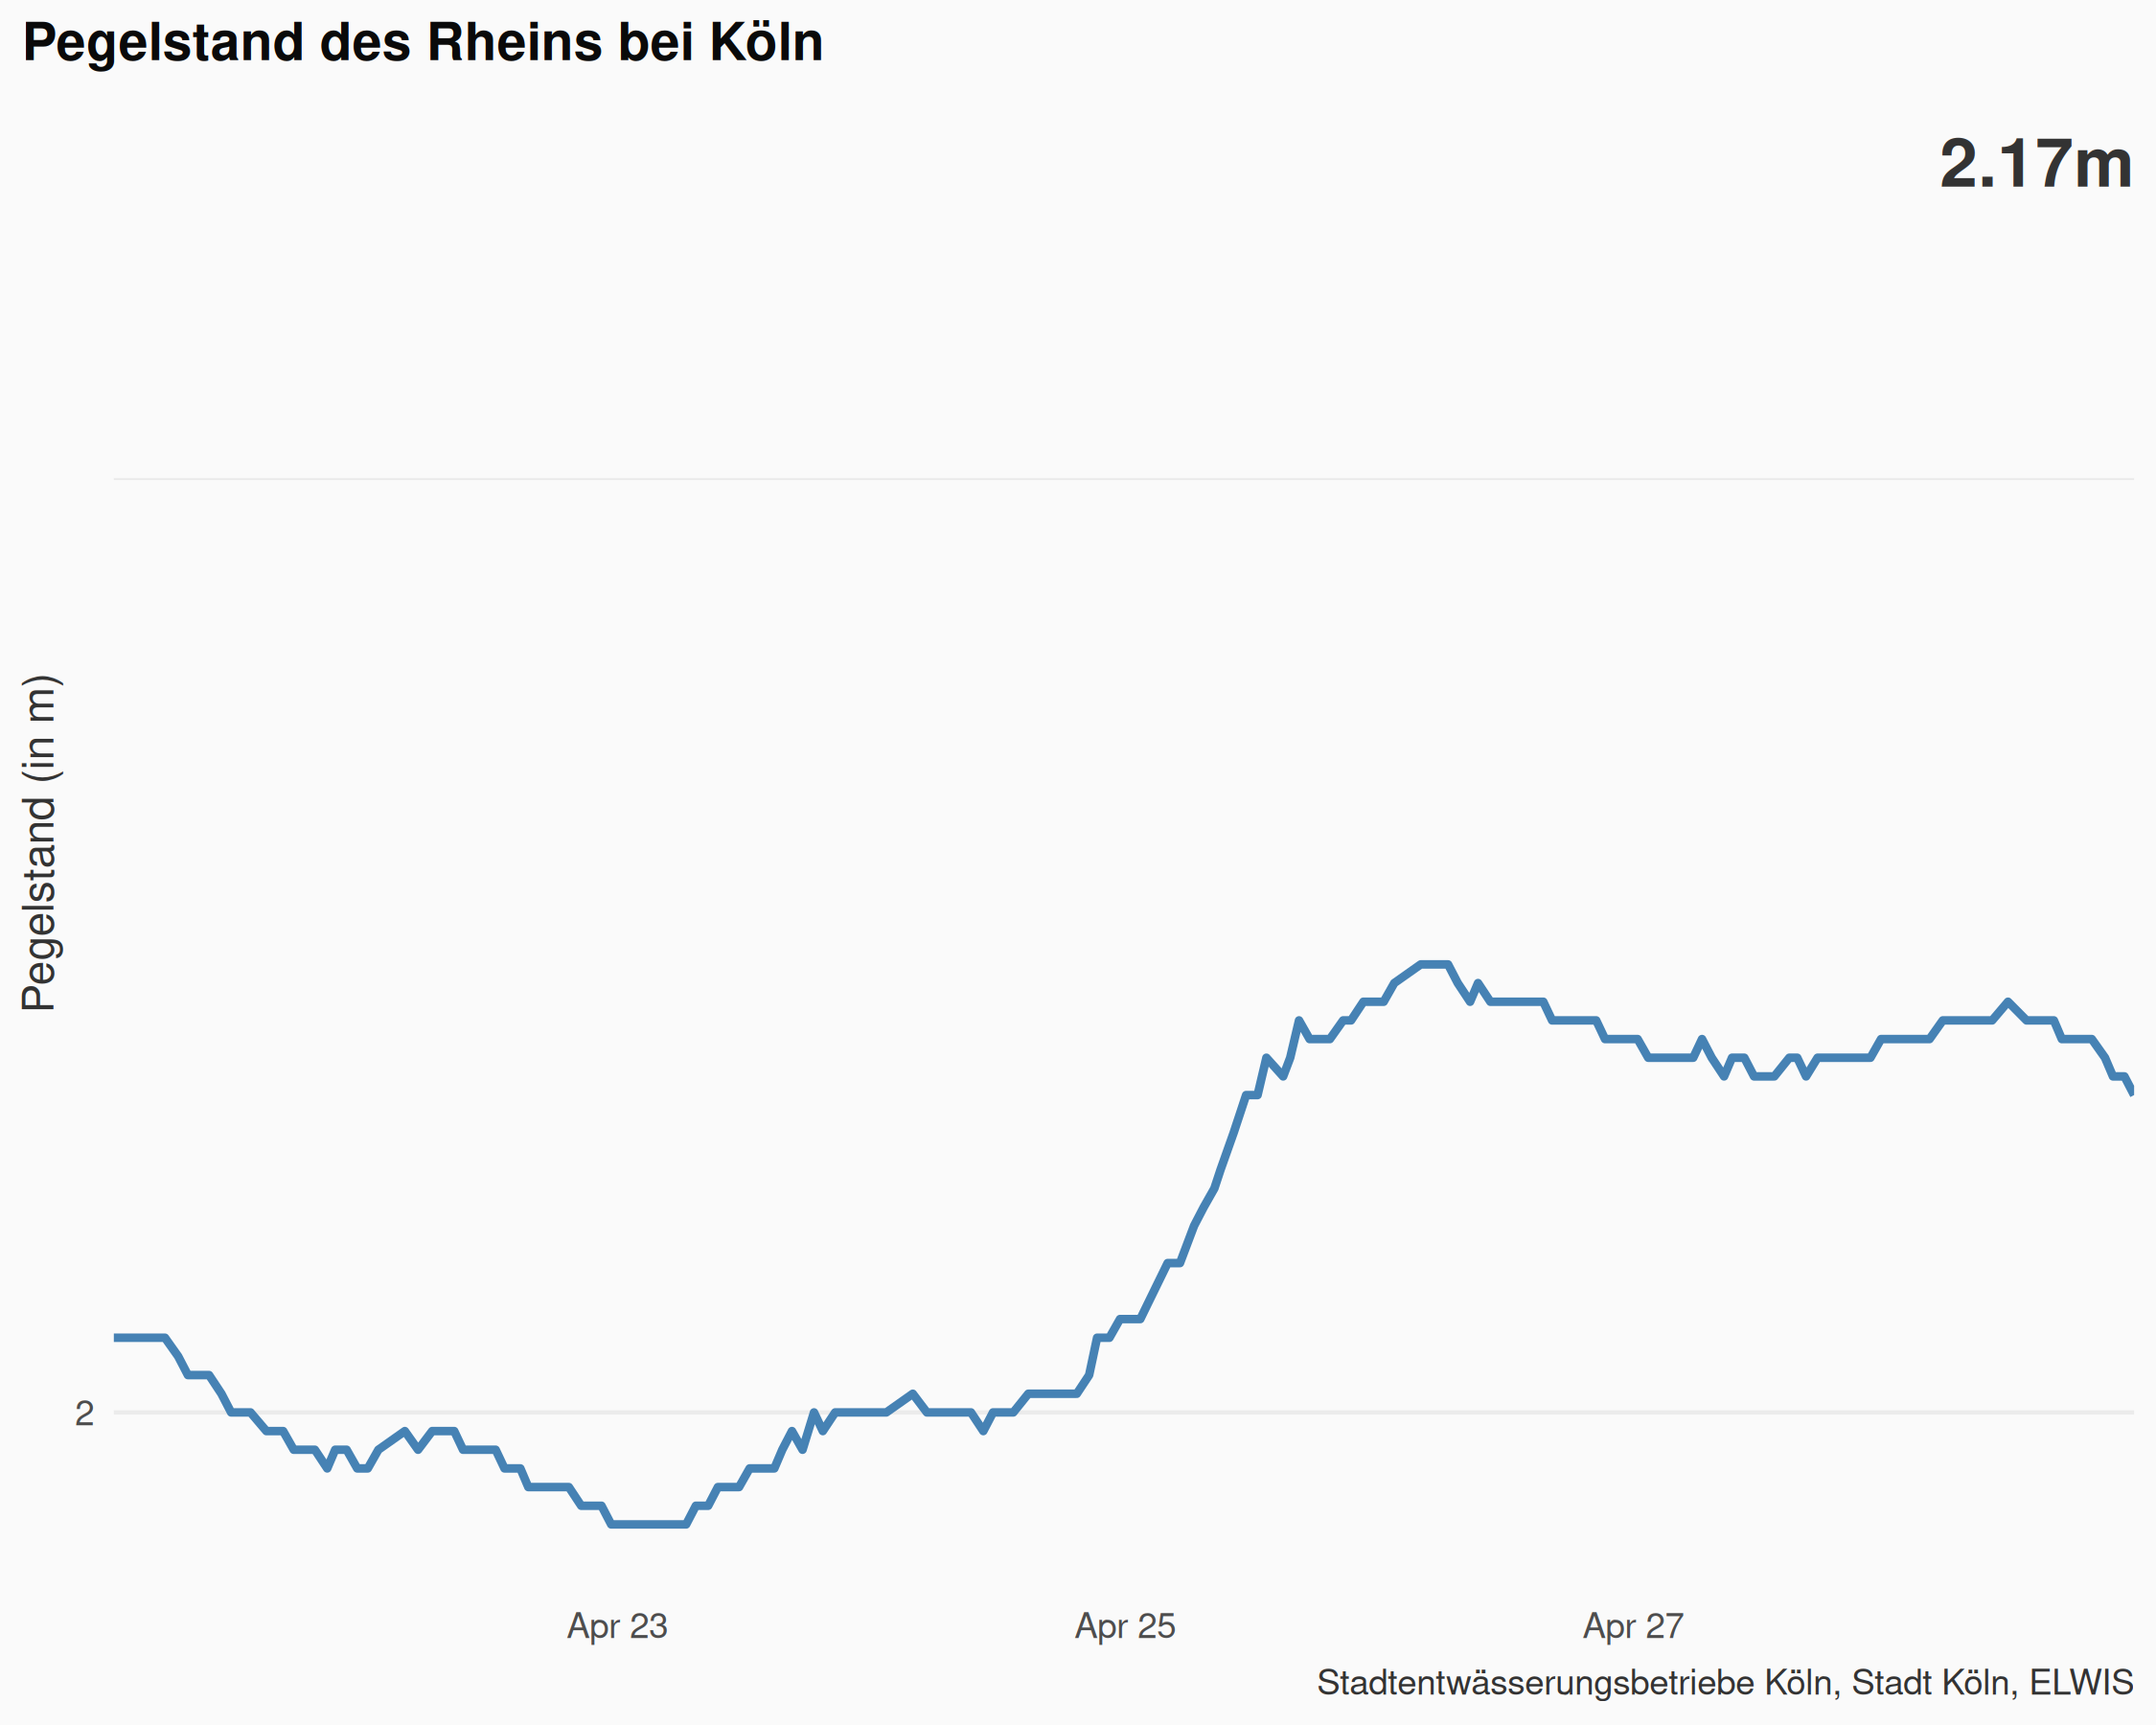 Pegelstand des Rheins bei Köln
2.17m
Pegelstand (in m)
2
Apr 23
Apr 25
Apr 27
Stadtentwässerungsbetriebe Köln, Stadt Köln, ELWIS